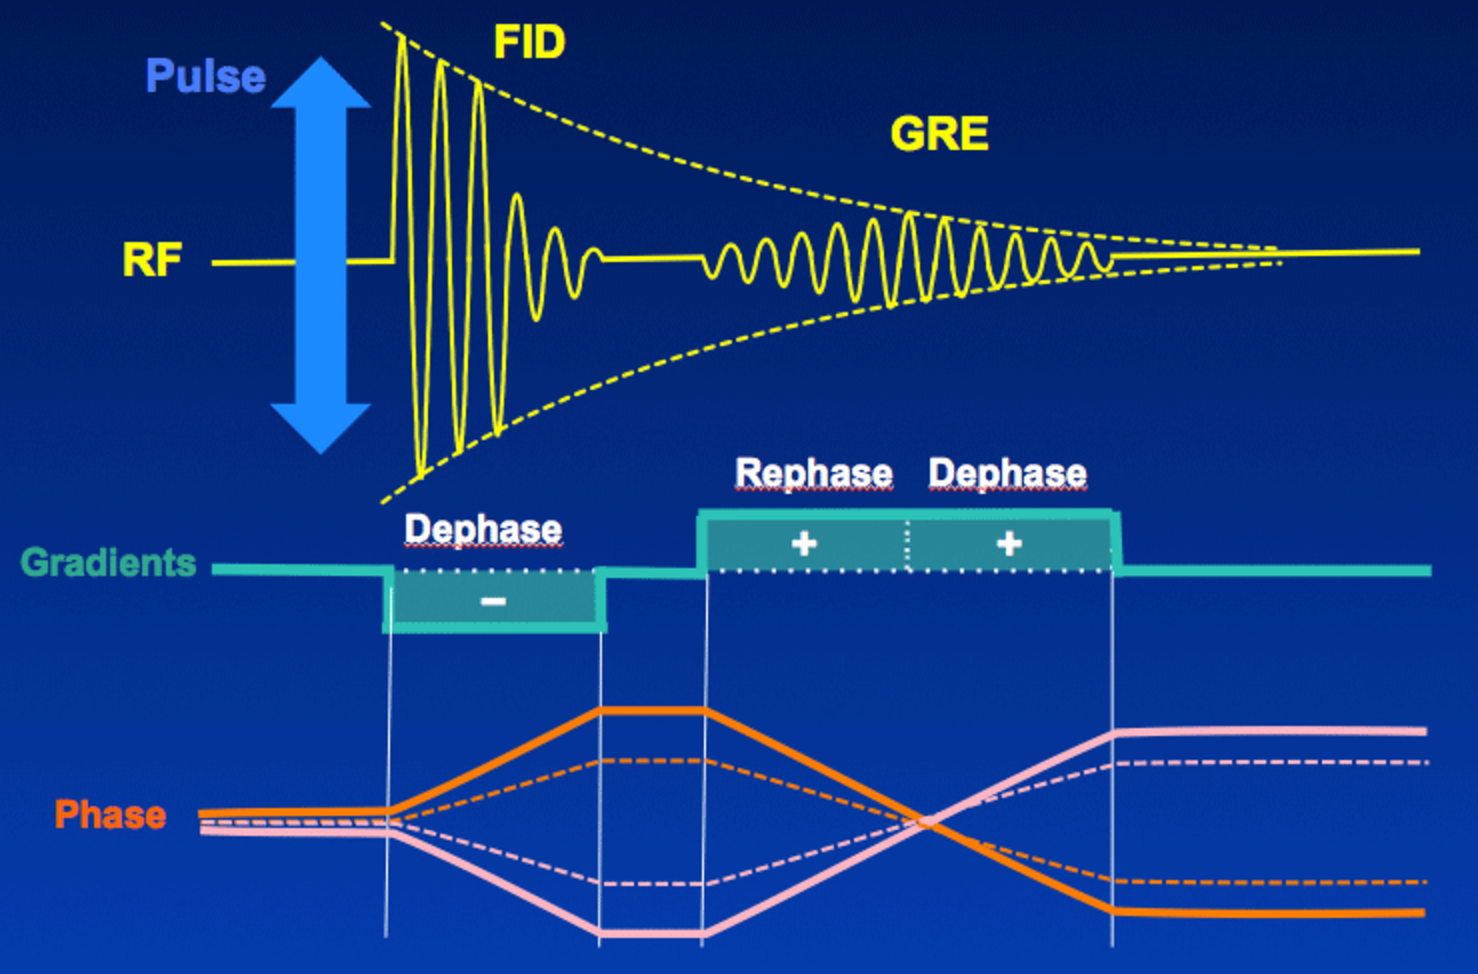 FID
Pulse
GRE
RF
Rephase Dephase
Dephase
+ +
Gradients
−
Phase